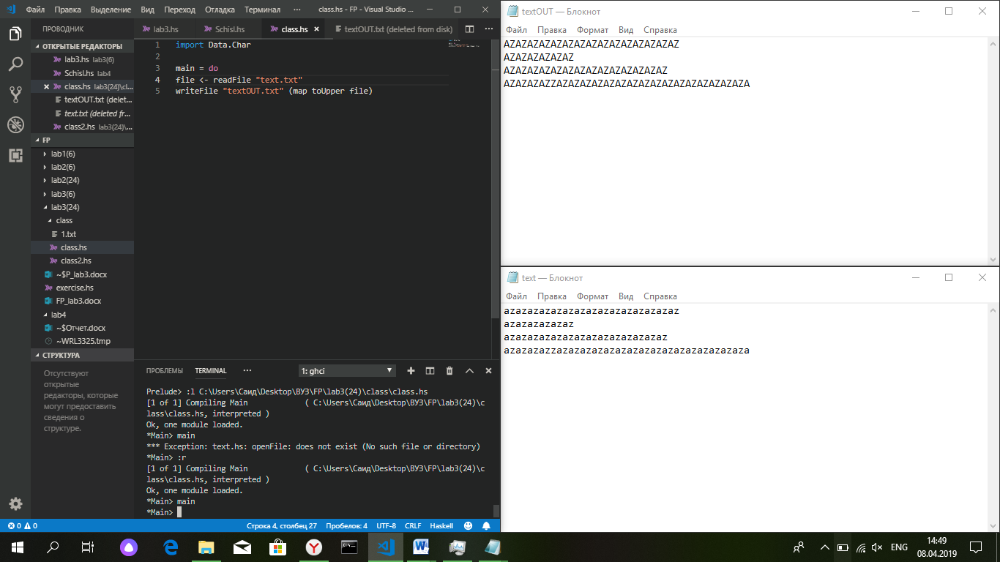 Файл Правка Выделение Вид Переход Отладка Терминал ··· class.hs - FP - Visual Studio ...
ПРОВОДНИК
ОТКРЫТЫЕ РЕДАКТОРЫ
lab3.hs lab3(6)
Schisl.hs lab4
class.hs lab3(24)\cl...
textOUT.txt (delet...
text.txt (deleted fr...
class2.hs lab3(24)\...
FP
lab1(6)
lab2(6)
lab2(24)
lab3(6)
lab3(24)
class
1.txt
class.hs
class2.hs
~$P_lab3.docx
exercise.hs
FP_lab3.docx
lab4
~$Отчет.docx
~WRL3325.tmp
СТРУКТУРА
Отсутствуют
открытые
редакторы, которые
могут предоставить
сведения о
структуре.
lab3.hs Schisl.hs class.hs textOUT.txt (deleted from disk) ···
1 import Data.Char
2
3 main = do
4 file <- readFile "text.txt"
5 writeFile "textOUT.txt" (map toUpper file)
ПРОБЛЕМЫ TERMINAL ··· 1: ghci
Prelude> :l C:\Users\Саид\Desktop\ВУЗ\FP\lab3(24)\class\class.hs
[1 of 1] Compiling Main ( C:\Users\Саид\Desktop\ВУЗ\FP\lab3(24)\c
lass\class.hs, interpreted )
Ok, one module loaded.
*Main> main
*** Exception: text.hs: openFile: does not exist (No such file or directory)
*Main> :r
[1 of 1] Compiling Main ( C:\Users\Саид\Desktop\ВУЗ\FP\lab3(24)\c
lass\class.hs, interpreted )
Ok, one module loaded.
*Main> main
*Main>
0 0 Строка 4, столбец 27 Пробелов: 4 UTF-8 CRLF Haskell
textOUT — Блокнот
Файл Правка Формат Вид Справка
AZAZAZAZAZAZAZAZAZAZAZAZAZAZAZ
AZAZAZAZAZAZ
AZAZAZAZAZAZAZAZAZAZAZAZAZAZ
AZAZAZAZZAZAZAZAZAZAZAZAZAZAZAZAZAZAZAZAZA
text — Блокнот
Файл Правка Формат Вид Справка
azazazazazazazazazazazazazazaz
azazazazazaz
azazazazazazazazazazazazazaz
azazazazzazazazazazazazazazazazazazazazaza
ENG
14:49
08.04.2019